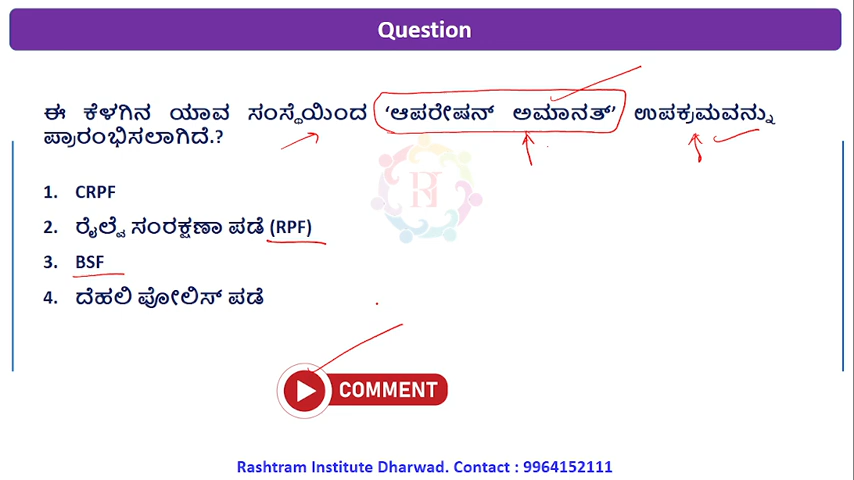 Question
ಈ ಕೆಳಗಿನ ಯಾವ ಸಂಸ್ಥೆಯಿಂದ ‘ಆಪರೇಷನ್ ಅಮಾನತ್’ ಉಪಕ್ರಮವನ್ನು
ಪ್ರಾರಂಭಿಸಲಾಗಿದೆ.?
1. CRPF
2. ರೈಲ್ವೆ ಸಂರಕ್ಷಣಾ ಪಡೆ (RPF)
3. BSF
4. ದೆಹಲಿ ಪೋಲಿಸ್ ಪಡೆ
COMMENT
Rashtram Institute Dharwad. Contact : 9964152111